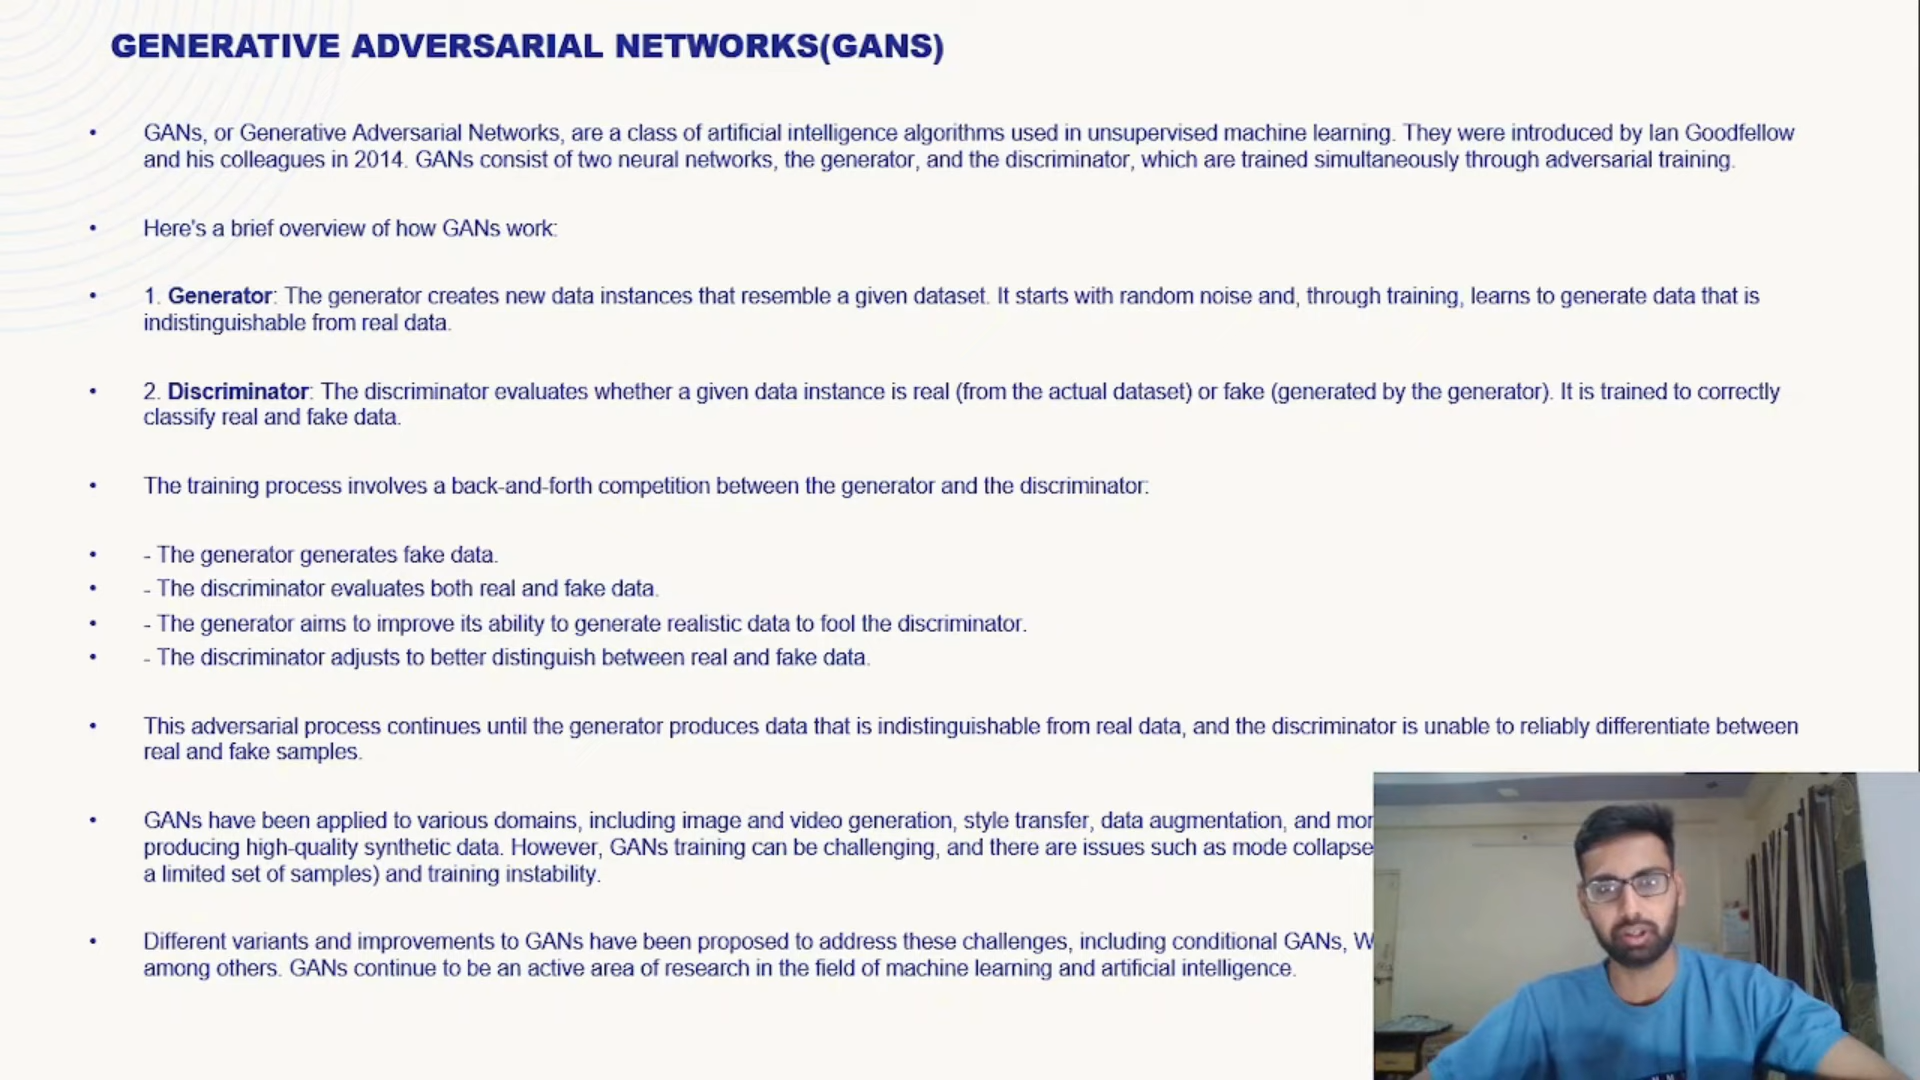 GENERATIVE ADVERSARIAL NETWORKS(GANS)
• GANs, or Generative Adversarial Networks, are a class of artificial intelligence algorithms used in unsupervised machine learning. They were introduced by Ian Goodfellow
and his colleagues in 2014. GANs consist of two neural networks, the generator, and the discriminator, which are trained simultaneously through adversarial training.
• Here's a brief overview of how GANs work:
• 1. Generator: The generator creates new data instances that resemble a given dataset. It starts with random noise and, through training, learns to generate data that is
indistinguishable from real data.
• 2. Discriminator: The discriminator evaluates whether a given data instance is real (from the actual dataset) or fake (generated by the generator). It is trained to correctly
classify real and fake data.
• The training process involves a back-and-forth competition between the generator and the discriminator:
• - The generator generates fake data.
• - The discriminator evaluates both real and fake data.
• - The generator aims to improve its ability to generate realistic data to fool the discriminator.
• - The discriminator adjusts to better distinguish between real and fake data.
• This adversarial process continues until the generator produces data that is indistinguishable from real data, and the discriminator is unable to reliably differentiate between
real and fake samples.
• GANs have been applied to various domains, including image and video generation, style transfer, data augmentation, and mor
producing high-quality synthetic data. However, GANs training can be challenging, and there are issues such as mode collapse
a limited set of samples) and training instability.
• Different variants and improvements to GANs have been proposed to address these challenges, including conditional GANs, W
among others. GANs continue to be an active area of research in the field of machine learning and artificial intelligence.